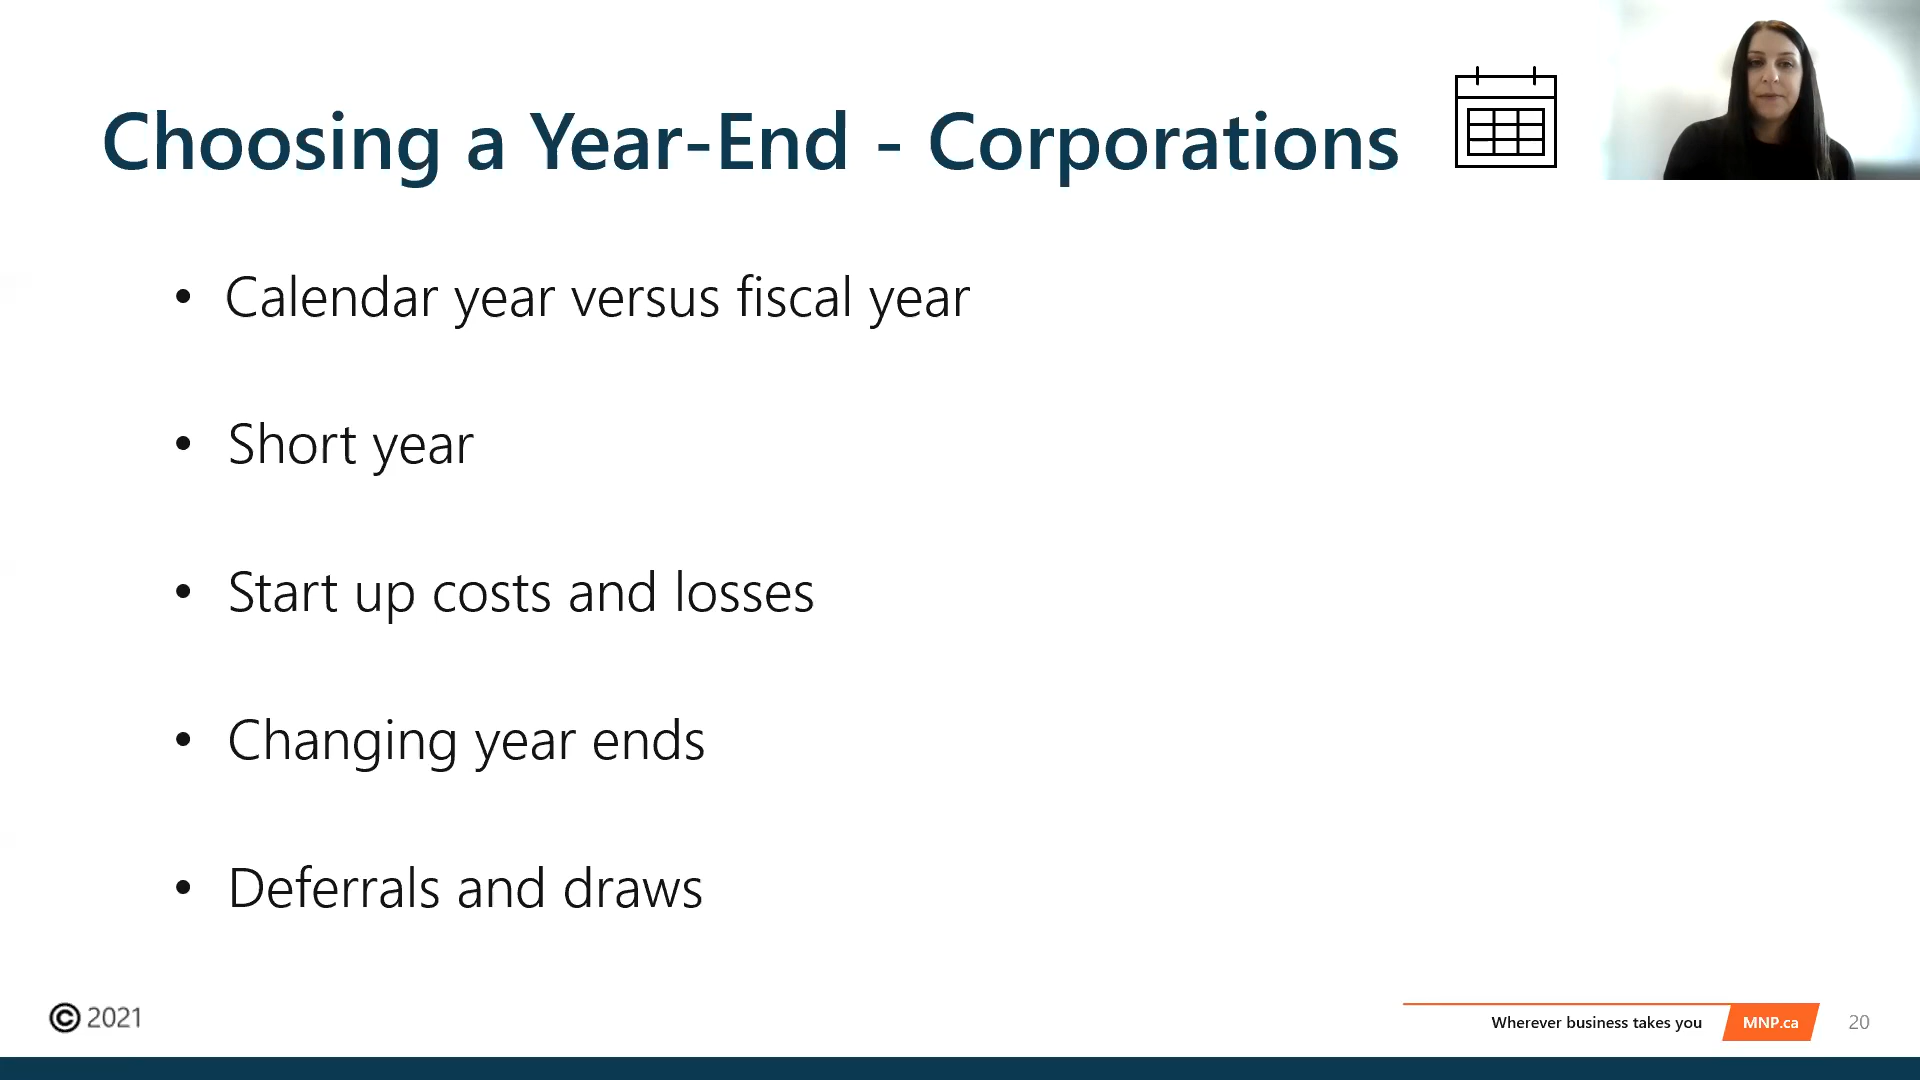 Choosing a Year-End - Corporations
• Calendar year versus fiscal year
• Short year
• Start up costs and losses
• Changing year ends
• Deferrals and draws
© 2021
Wherever business takes you
MNP.ca
20